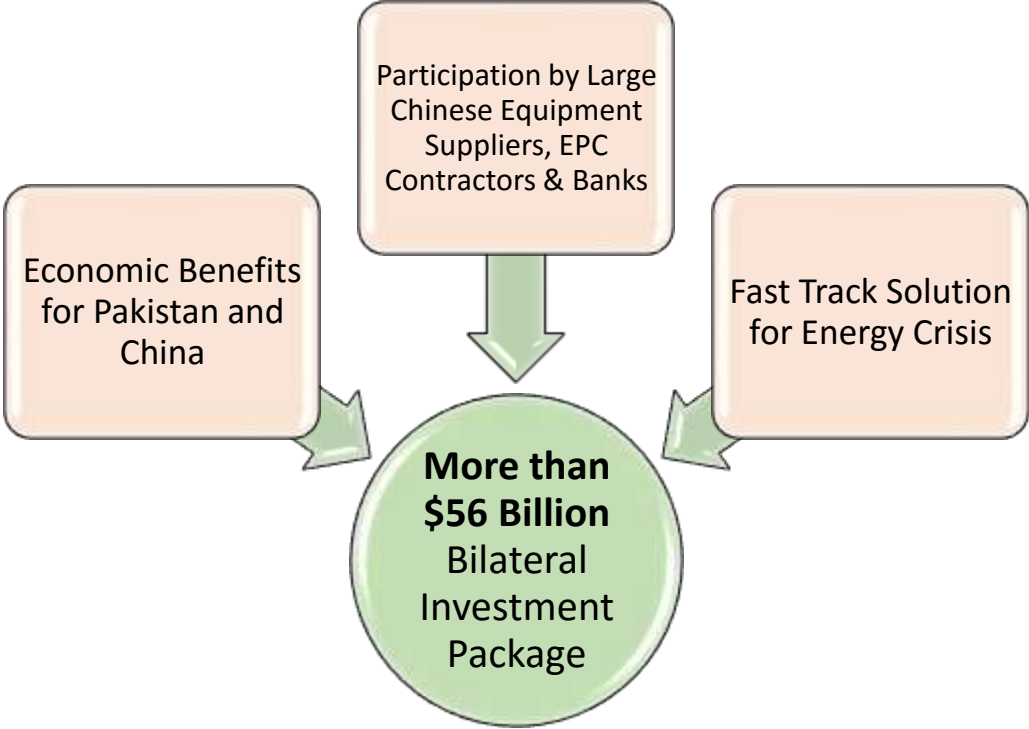 Participation by Large
Chinese Equipment
Suppliers, EPC
Contractors & Banks
Economic Benefits
for Pakistan and
China
Fast Track Solution
for Energy Crisis
More than
$56 Billion
Bilateral
Investment
Package